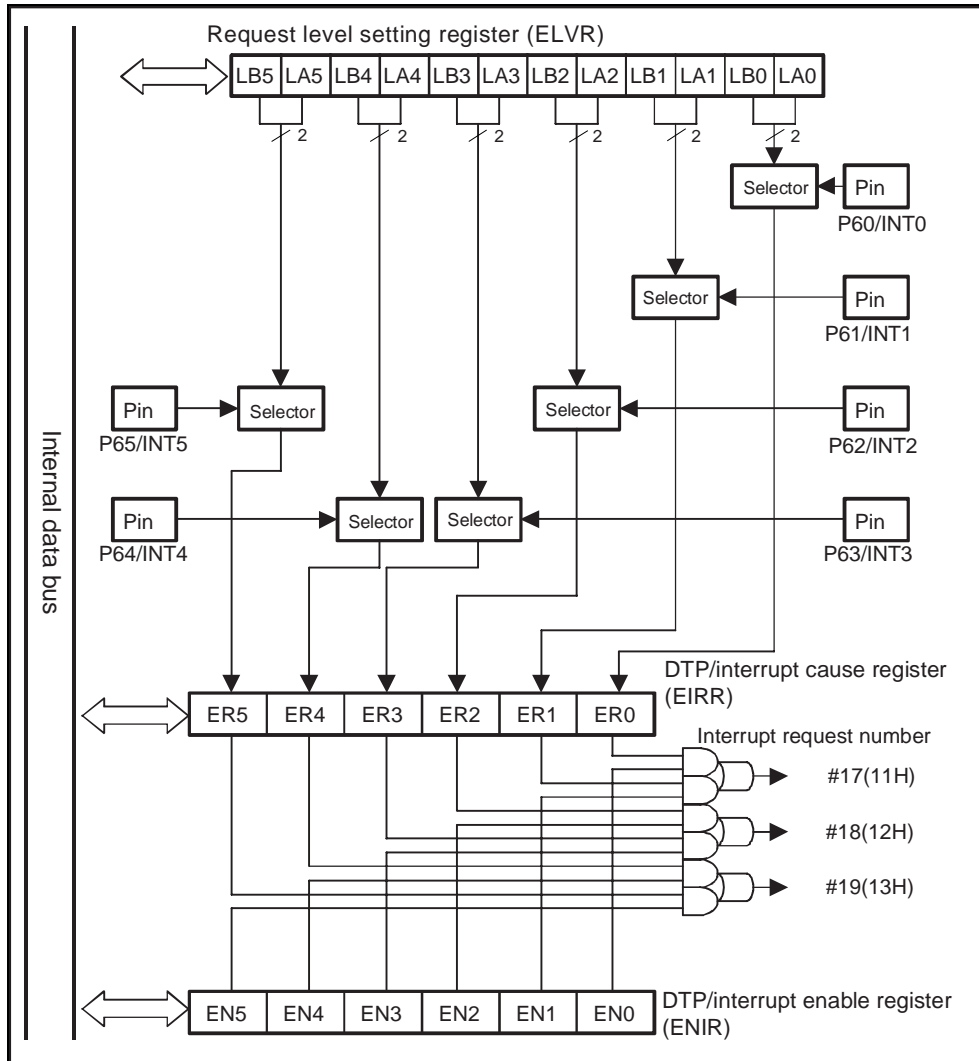 Request level setting register (ELVR)
LB5 LA5 LB4 LA4 LB3 LA3 LB2 LA2 LB1 LA1 LB0 LA0
2 2 2 2 2 2
Selector Pin
P60/INT0
Selector Pin
P61/INT1
Pin Selector Selector Pin
P65/INT5 P62/INT2
Pin Selector Selector Pin
P64/INT4 P63/INT3
Internal data bus
DTP/interrupt cause register
(EIRR)
ER5 ER4 ER3 ER2 ER1 ER0
Interrupt request number
#17(11H)
#18(12H)
#19(13H)
EN5 EN4 EN3 EN2 EN1 EN0
DTP/interrupt enable register
(ENIR)